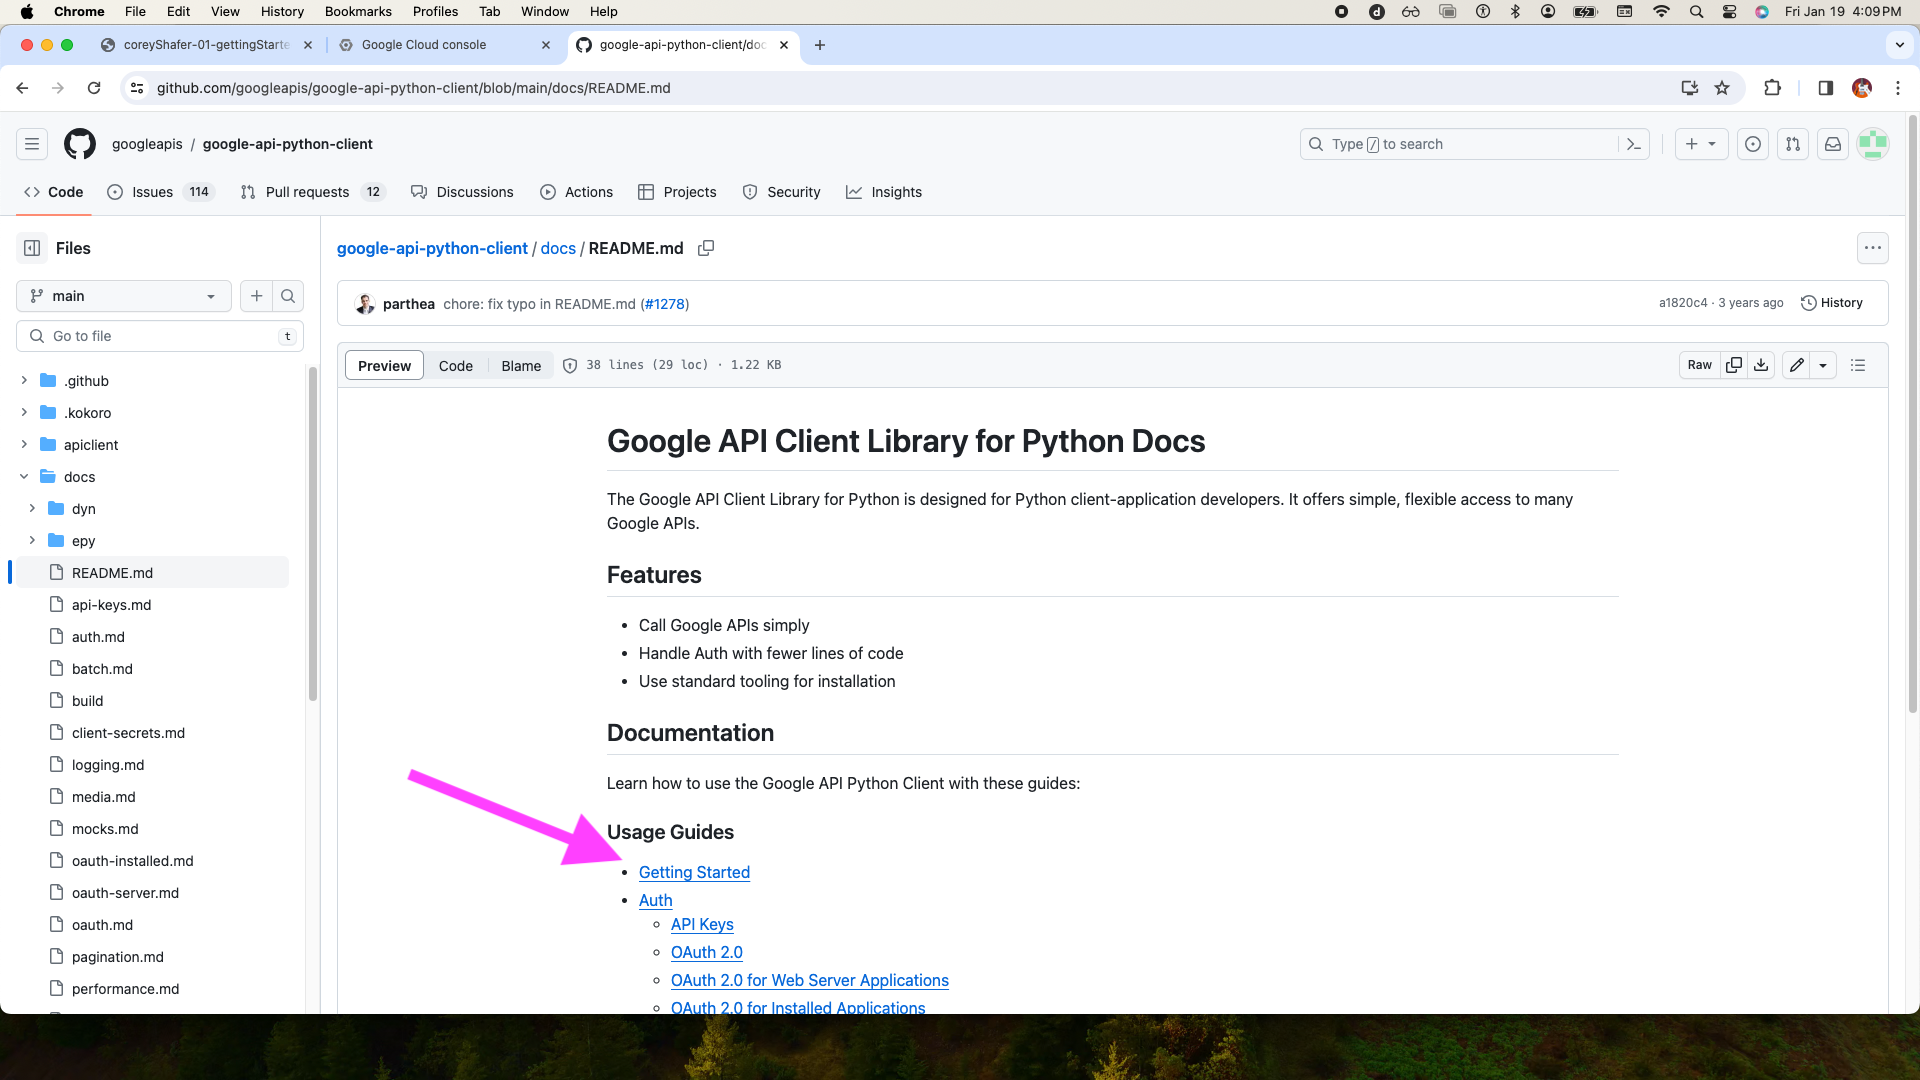 Chrome File Edit View History Bookmarks Profiles Tab Window Help Fri Jan 19 4:09 PM
coreyShafer-01-gettingStarte Google Cloud console google-api-python-client/doc
github.com/googleapis/google-api-python-client/blob/main/docs/README.md
googleapis / google-api-python-client Type / to search
Code Issues 114 Pull requests 12 Discussions Actions Projects Security Insights
Files
main
Go to file t
.github
.kokoro
apiclient
docs
dyn
epy
README.md
api-keys.md
auth.md
batch.md
build
client-secrets.md
logging.md
media.md
mocks.md
oauth-installed.md
oauth-server.md
oauth.md
pagination.md
performance.md
google-api-python-client / docs / README.md
parthea chore: fix typo in README.md (#1278) a1820c4 · 3 years ago History
Preview Code Blame 38 lines (29 loc) · 1.22 KB Raw
Google API Client Library for Python Docs
The Google API Client Library for Python is designed for Python client-application developers. It offers simple, flexible access to many
Google APIs.
Features
Call Google APIs simply
Handle Auth with fewer lines of code
Use standard tooling for installation
Documentation
Learn how to use the Google API Python Client with these guides:
Usage Guides
Getting Started
Auth
API Keys
OAuth 2.0
OAuth 2.0 for Web Server Applications
OAuth 2.0 for Installed Applications